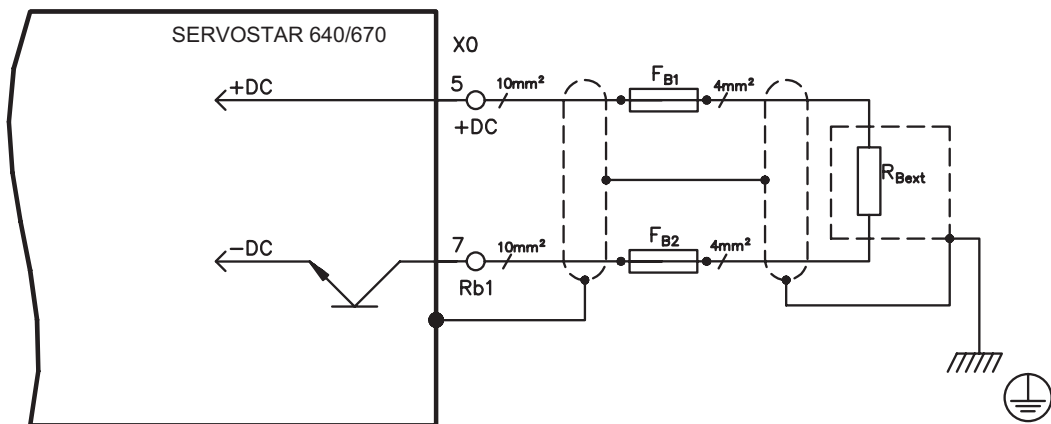 SERVOSTAR 640/670
X0
+DC
5
10mm²
F_B1
4mm²
+DC
R_Bext
-DC
7
10mm²
F_B2
4mm²
Rb1